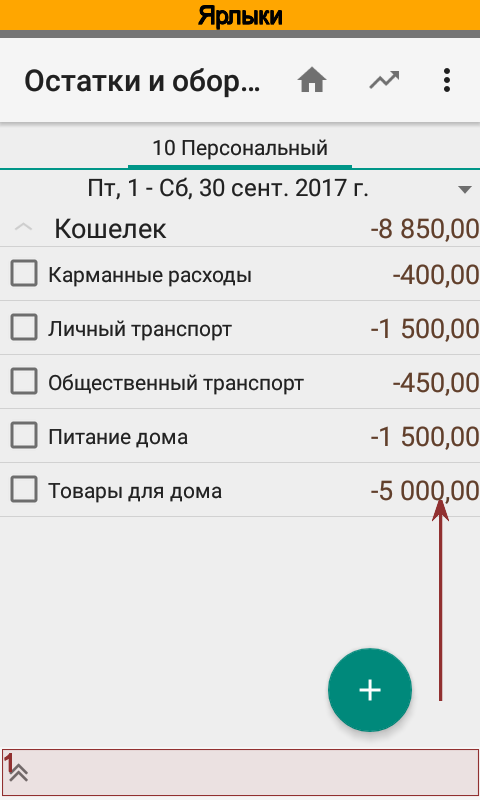 Ярлыки
Остатки и обор...
10 Персональный
Пт, 1 - Сб, 30 сент. 2017 г.
Кошелек -8 850,00
Карманные расходы -400,00
Личный транспорт -1 500,00
Общественный транспорт -450,00
Питание дома -1 500,00
Товары для дома -5 000,00
+
1